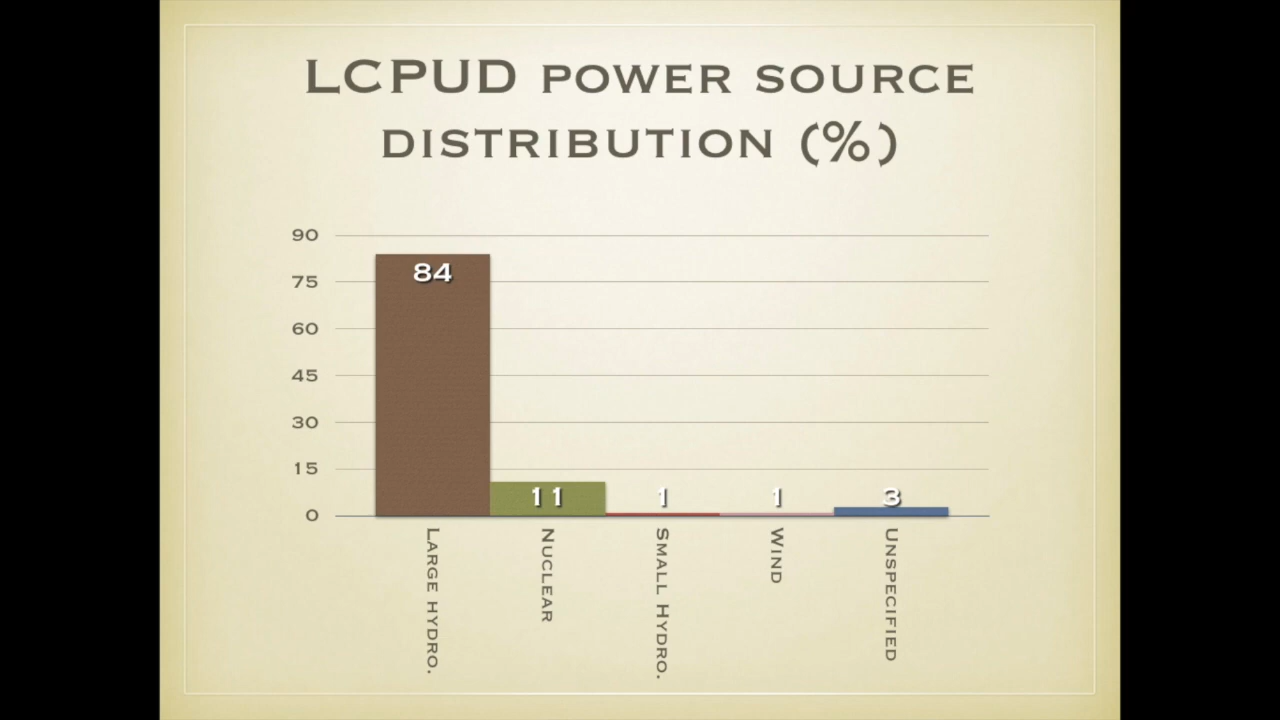 LCPUD POWER SOURCE
DISTRIBUTION (%)
90
75
60
45
30
15
0
84
11
1
1
3
LARGE HYDRO.
NUCLEAR
SMALL HYDRO.
WIND
UNSPECIFIED